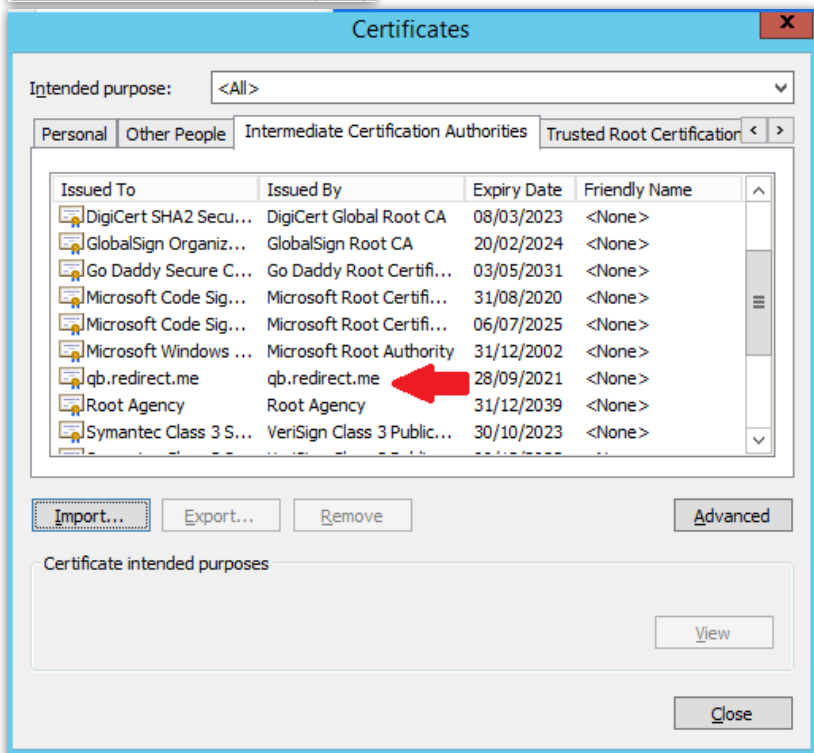 Certificates
x
Intended purpose: <All>
Personal Other People Intermediate Certification Authorities Trusted Root Certification < >
Issued To Issued By Expiry Date Friendly Name
DigiCert SHA2 Secu... DigiCert Global Root CA 08/03/2023 <None>
GlobalSign Organiz... GlobalSign Root CA 20/02/2024 <None>
Go Daddy Secure C... Go Daddy Root Certifi... 03/05/2031 <None>
Microsoft Code Sig... Microsoft Root Certifi... 31/08/2020 <None>
Microsoft Code Sig... Microsoft Root Certifi... 06/07/2025 <None>
Microsoft Windows ... Microsoft Root Authority 31/12/2002 <None>
qb.redirect.me qb.redirect.me 28/09/2021 <None>
Root Agency Root Agency 31/12/2039 <None>
Symantec Class 3 S... VeriSign Class 3 Public... 30/10/2023 <None>
Import... Export... Remove Advanced
Certificate intended purposes
View
Close